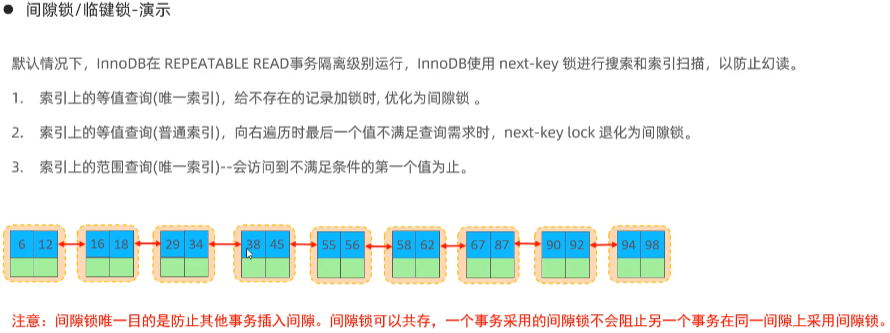 ● 间隙锁/临键锁-演示
默认情况下，InnoDB在 REPEATABLE READ事务隔离级别运行，InnoDB使用 next-key 锁进行搜索和索引扫描，以防止幻读。
1. 索引上的等值查询(唯一索引)，给不存在的记录加锁时, 优化为间隙锁 。
2. 索引上的等值查询(普通索引)，向右遍历时最后一个值不满足查询需求时，next-key lock 退化为间隙锁。
3. 索引上的范围查询(唯一索引)--会访问到不满足条件的第一个值为止。
6 12 16 18 29 34 38 45 55 56 58 62 67 87 90 92 94 98
注意：间隙锁唯一目的是防止其他事务插入间隙。间隙锁可以共存，一个事务采用的间隙锁不会阻止另一个事务在同一间隙上采用间隙锁。